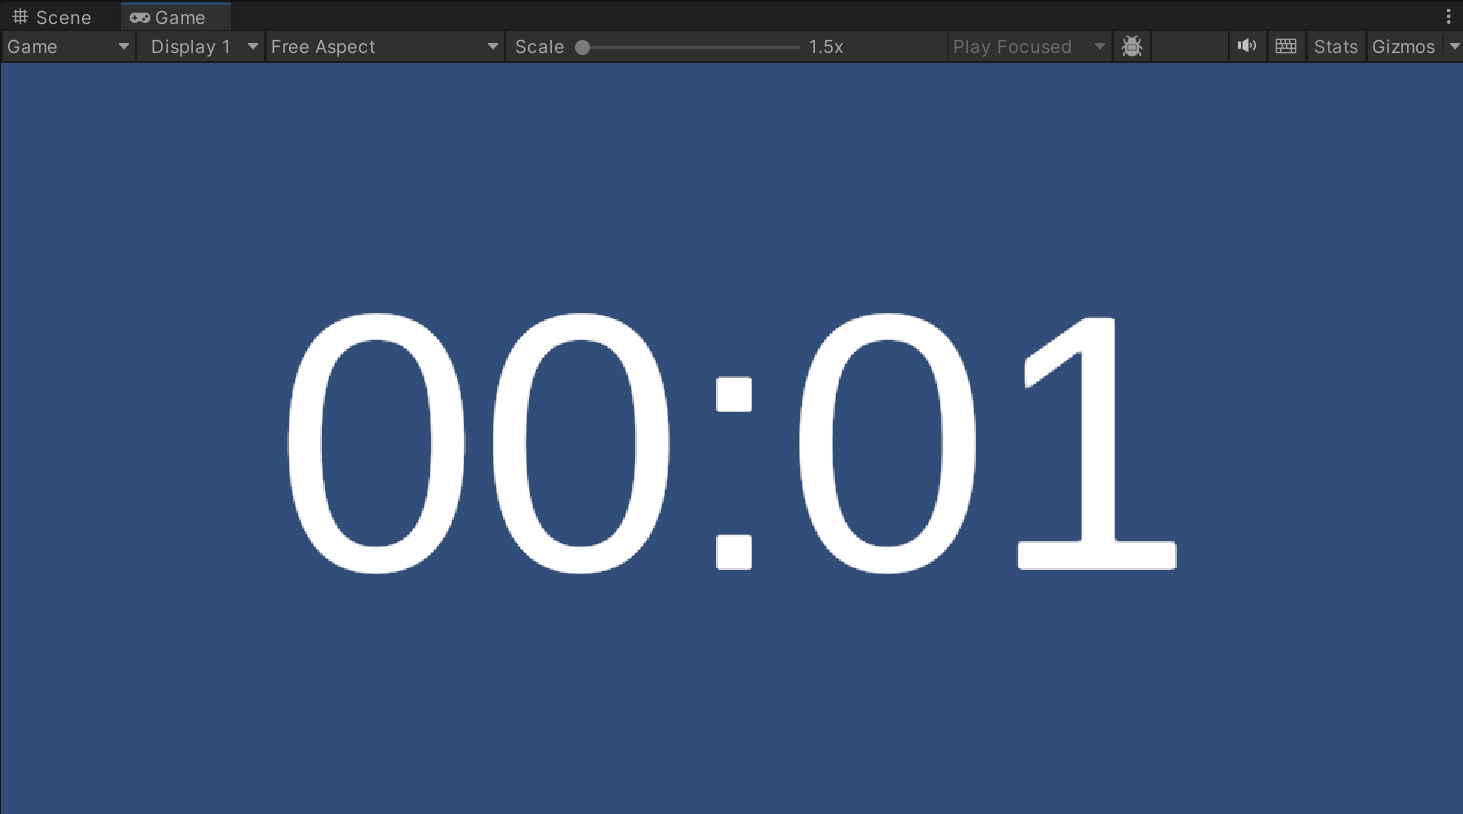 Scene Game
Game Display 1 Free Aspect Scale 1.5x Play Focused Stats Gizmos
00:01